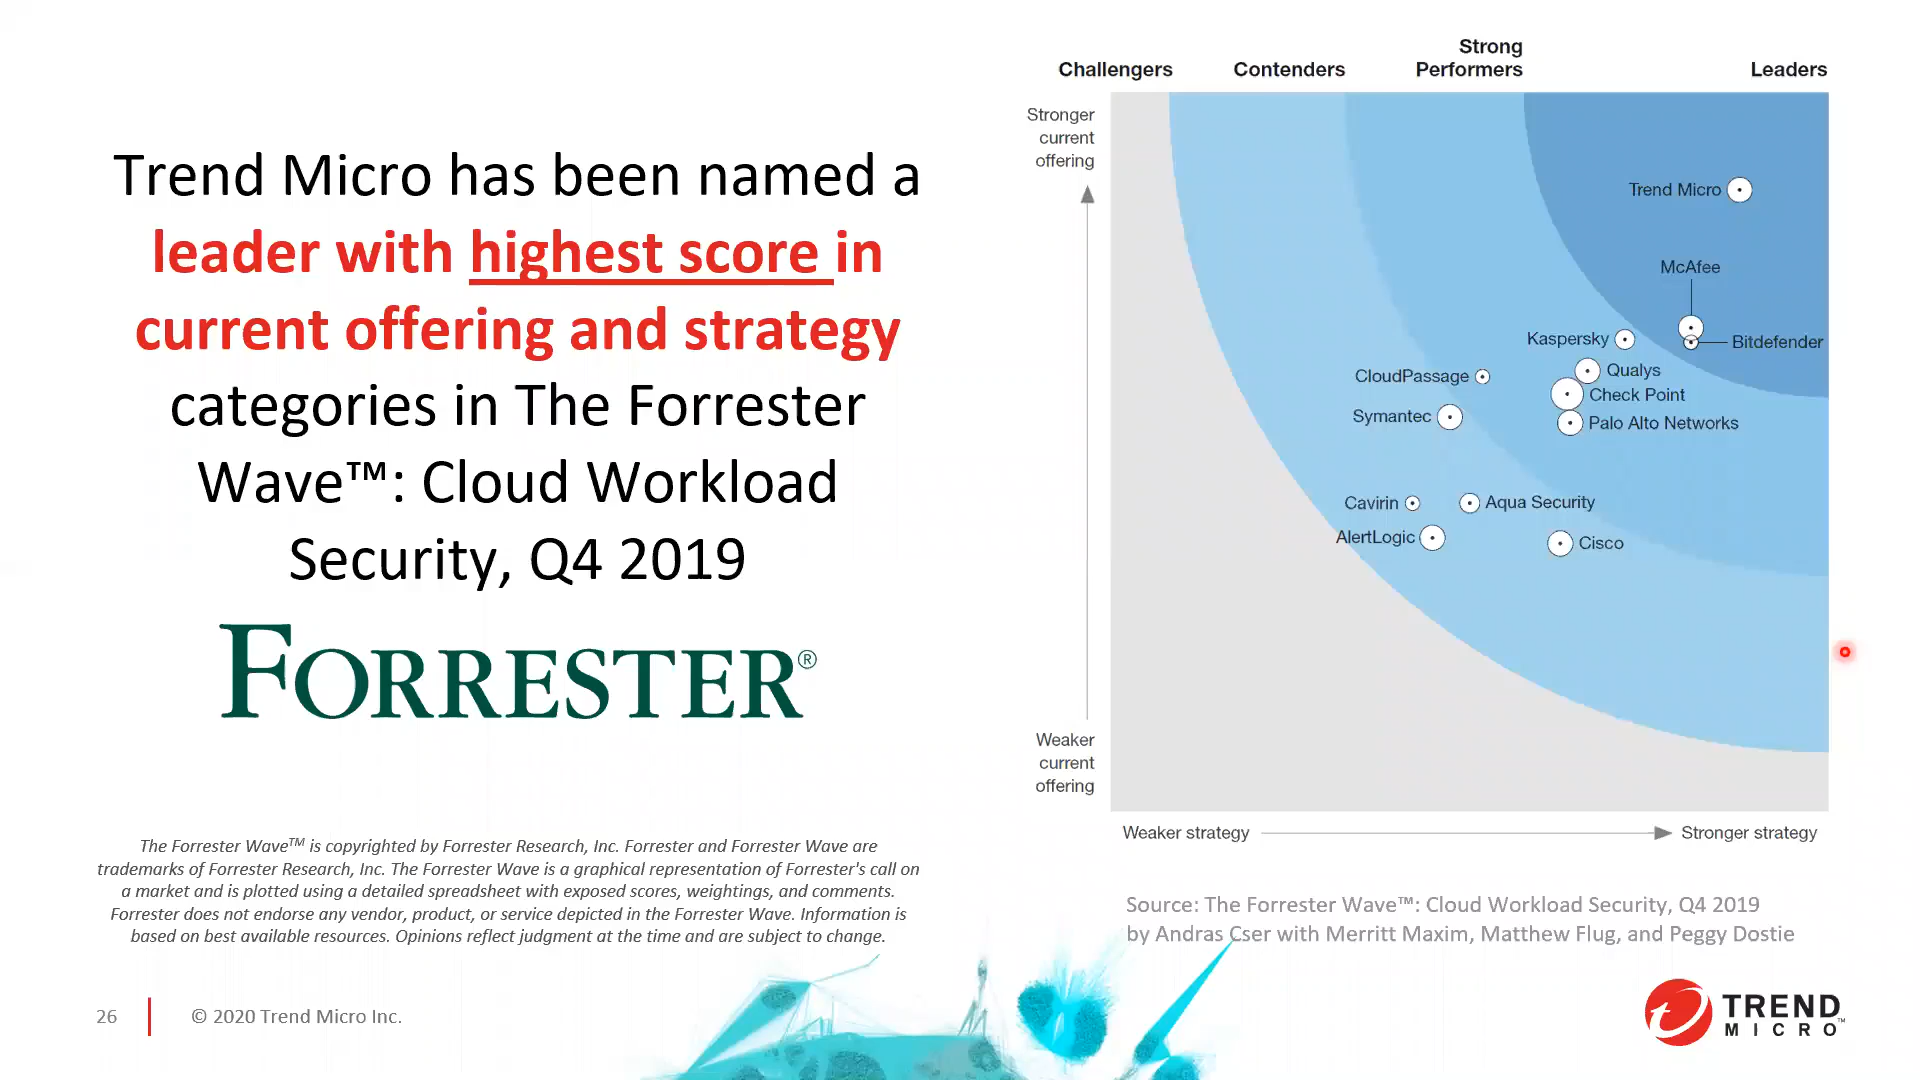 Trend Micro has been named a
leader with highest score in
current offering and strategy
categories in The Forrester
Wave™: Cloud Workload
Security, Q4 2019
FORRESTER®
The Forrester Wave™ is copyrighted by Forrester Research, Inc. Forrester and Forrester Wave are
trademarks of Forrester Research, Inc. The Forrester Wave is a graphical representation of Forrester's call on
a market and is plotted using a detailed spreadsheet with exposed scores, weightings, and comments.
Forrester does not endorse any vendor, product, or service depicted in the Forrester Wave. Information is
based on best available resources. Opinions reflect judgment at the time and are subject to change.
Challengers
Contenders
Strong
Performers
Leaders
Stronger
current
offering
Trend Micro
McAfee
Kaspersky
Bitdefender
Qualys
CloudPassage
Check Point
Symantec
Palo Alto Networks
Cavirin
Aqua Security
AlertLogic
Cisco
Weaker
current
offering
Weaker strategy
Stronger strategy
Source: The Forrester Wave™: Cloud Workload Security, Q4 2019
by Andras Cser with Merritt Maxim, Matthew Flug, and Peggy Dostie
26
© 2020 Trend Micro Inc.
TREND
MICRO™